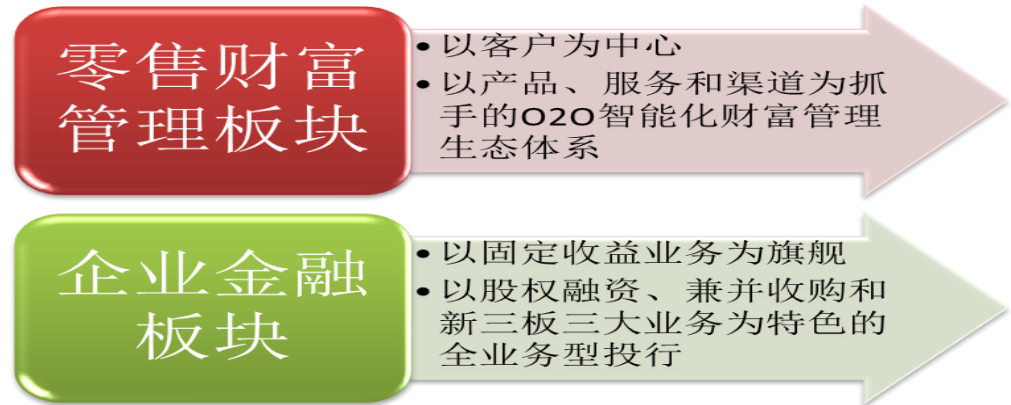 零售财富
管理板块
•以客户为中心
•以产品、服务和渠道为抓
手的O2O智能化财富管理
生态体系
企业金融
板块
•以固定收益业务为旗舰
•以股权融资、兼并收购和
新三板三大业务为特色的
全业务型投行